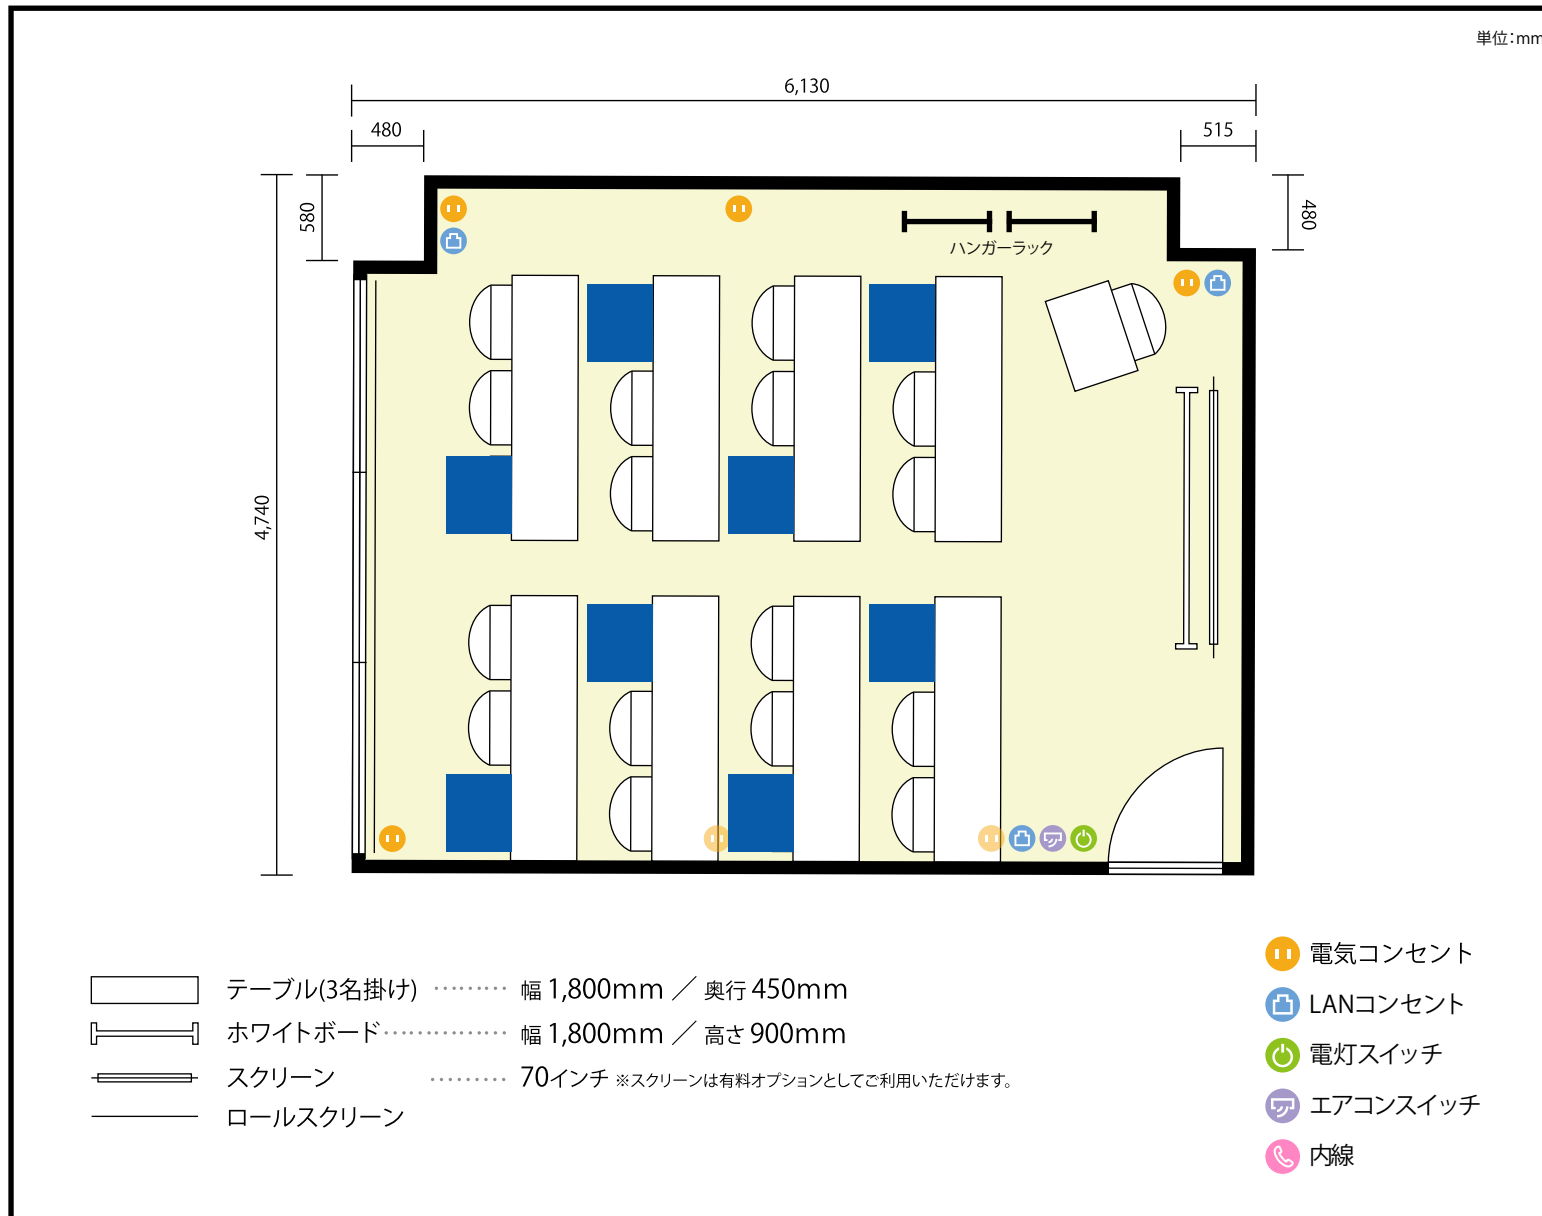 単位:mm
6,130
480
515
580
480
ハンガーラック
4,740
テーブル(3名掛け) ········· 幅 1,800mm ／ 奥行 450mm
ホワイトボード ·············· 幅 1,800mm ／ 高さ 900mm
スクリーン ········· 70インチ ※スクリーンは有料オプションとしてご利用いただけます。
ロールスクリーン
電気コンセント
LANコンセント
電灯スイッチ
エアコンスイッチ
内線